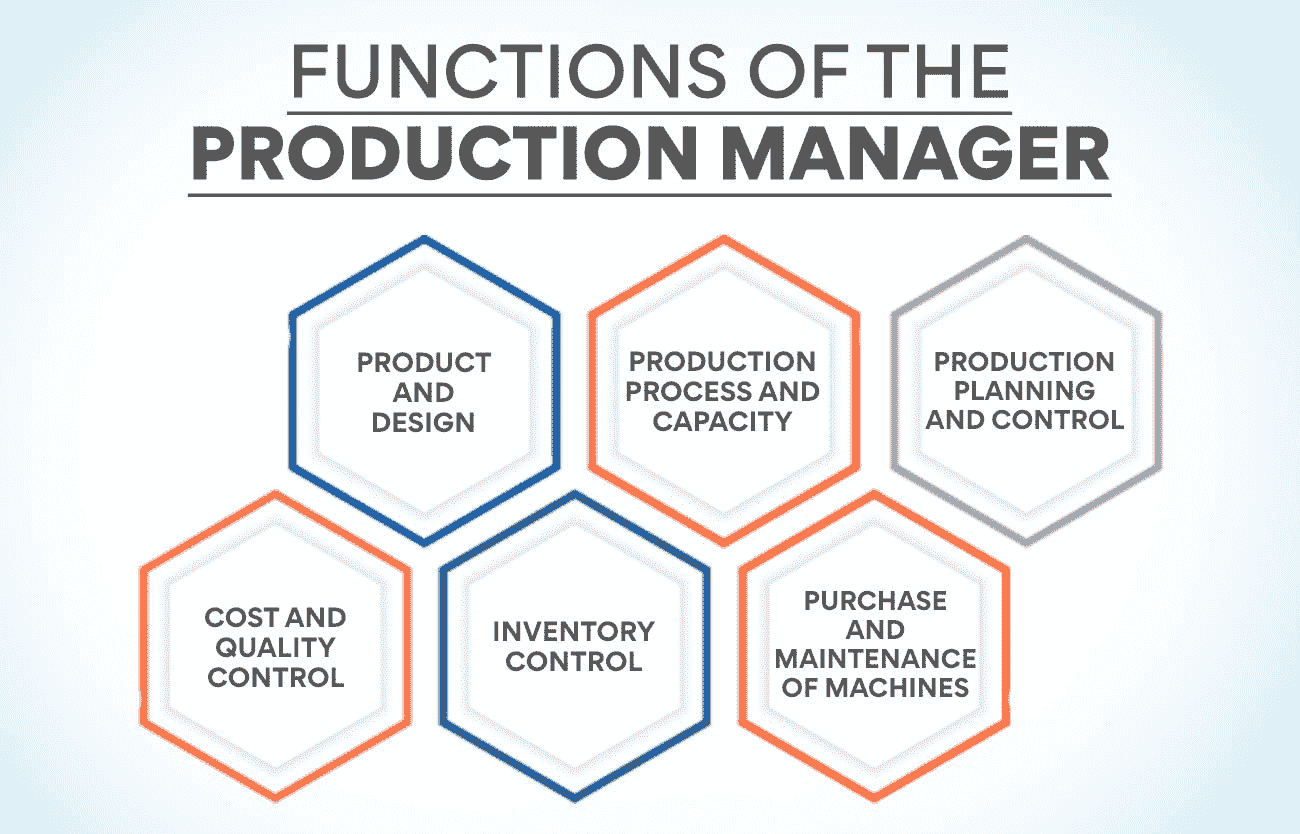 FUNCTIONS OF THE
PRODUCTION MANAGER
PRODUCT
AND
DESIGN
PRODUCTION
PROCESS AND
CAPACITY
PRODUCTION
PLANNING
AND CONTROL
COST AND
QUALITY
CONTROL
INVENTORY
CONTROL
PURCHASE
AND
MAINTENANCE
OF MACHINES